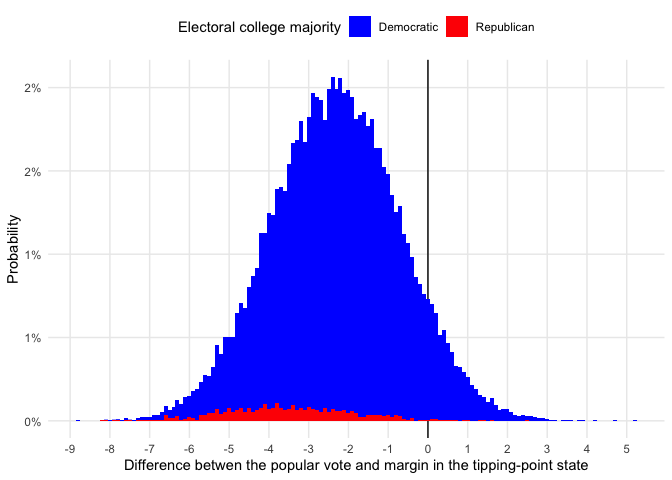 Electoral college majority Democratic Republican
2%
2%
1%
1%
0%
Probability
-9 -8 -7 -6 -5 -4 -3 -2 -1 0 1 2 3 4 5
Difference betwen the popular vote and margin in the tipping-point state